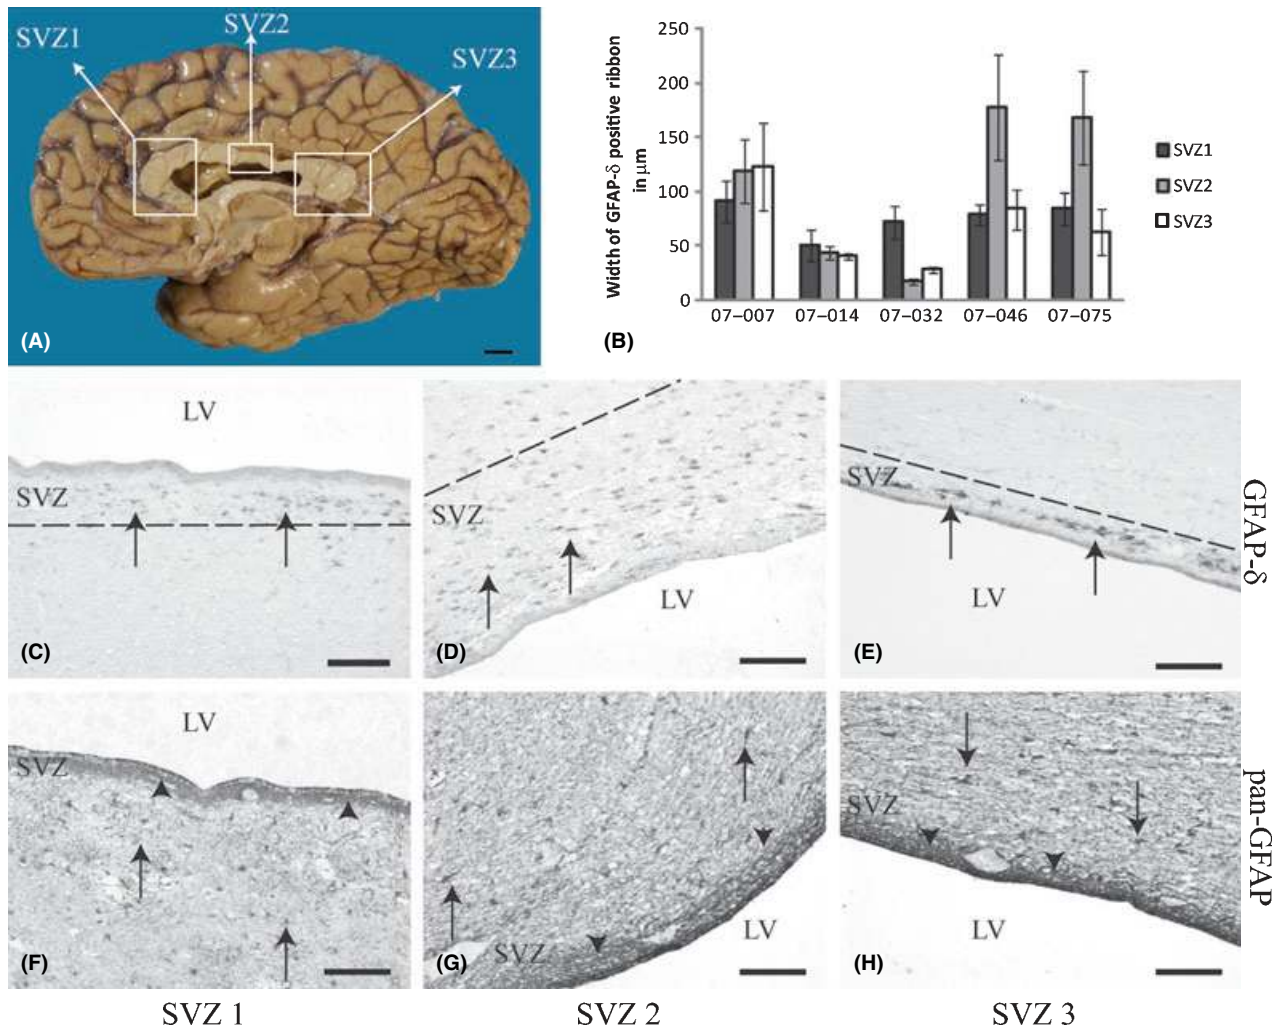 SVZ1
SVZ2
SVZ3
(A)
Width of GFAP-δ positive ribbon
in µm
250
200
150
100
50
0
07–007
07–014
07–032
07–046
07–075
SVZ1
SVZ2
SVZ3
(B)
LV
SVZ
(C)
SVZ
LV
(D)
SVZ
LV
(E)
GFAP-δ
LV
SVZ
(F)
SVZ
LV
(G)
SVZ
LV
(H)
pan-GFAP
SVZ 1
SVZ 2
SVZ 3